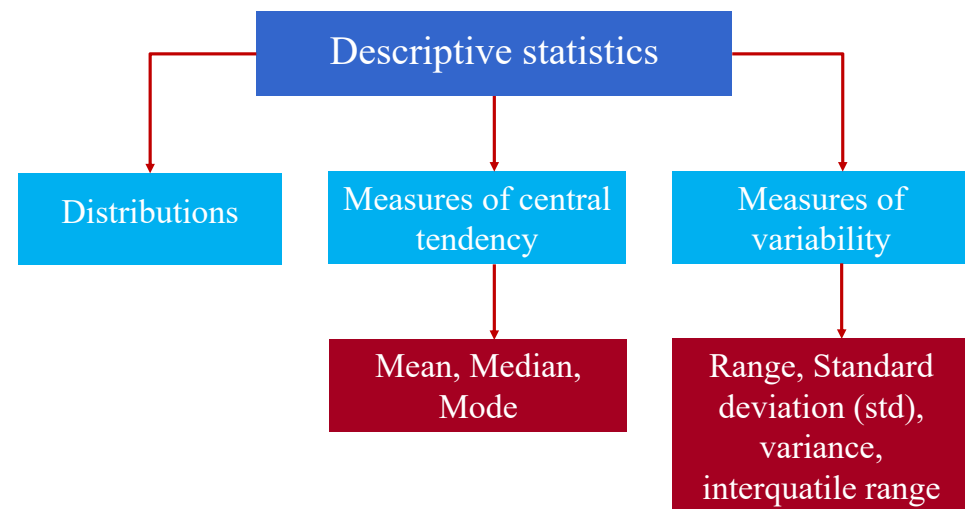 Descriptive statistics
Distributions
Measures of central
tendency
Measures of
variability
Mean, Median,
Mode
Range, Standard
deviation (std),
variance,
interquatile range